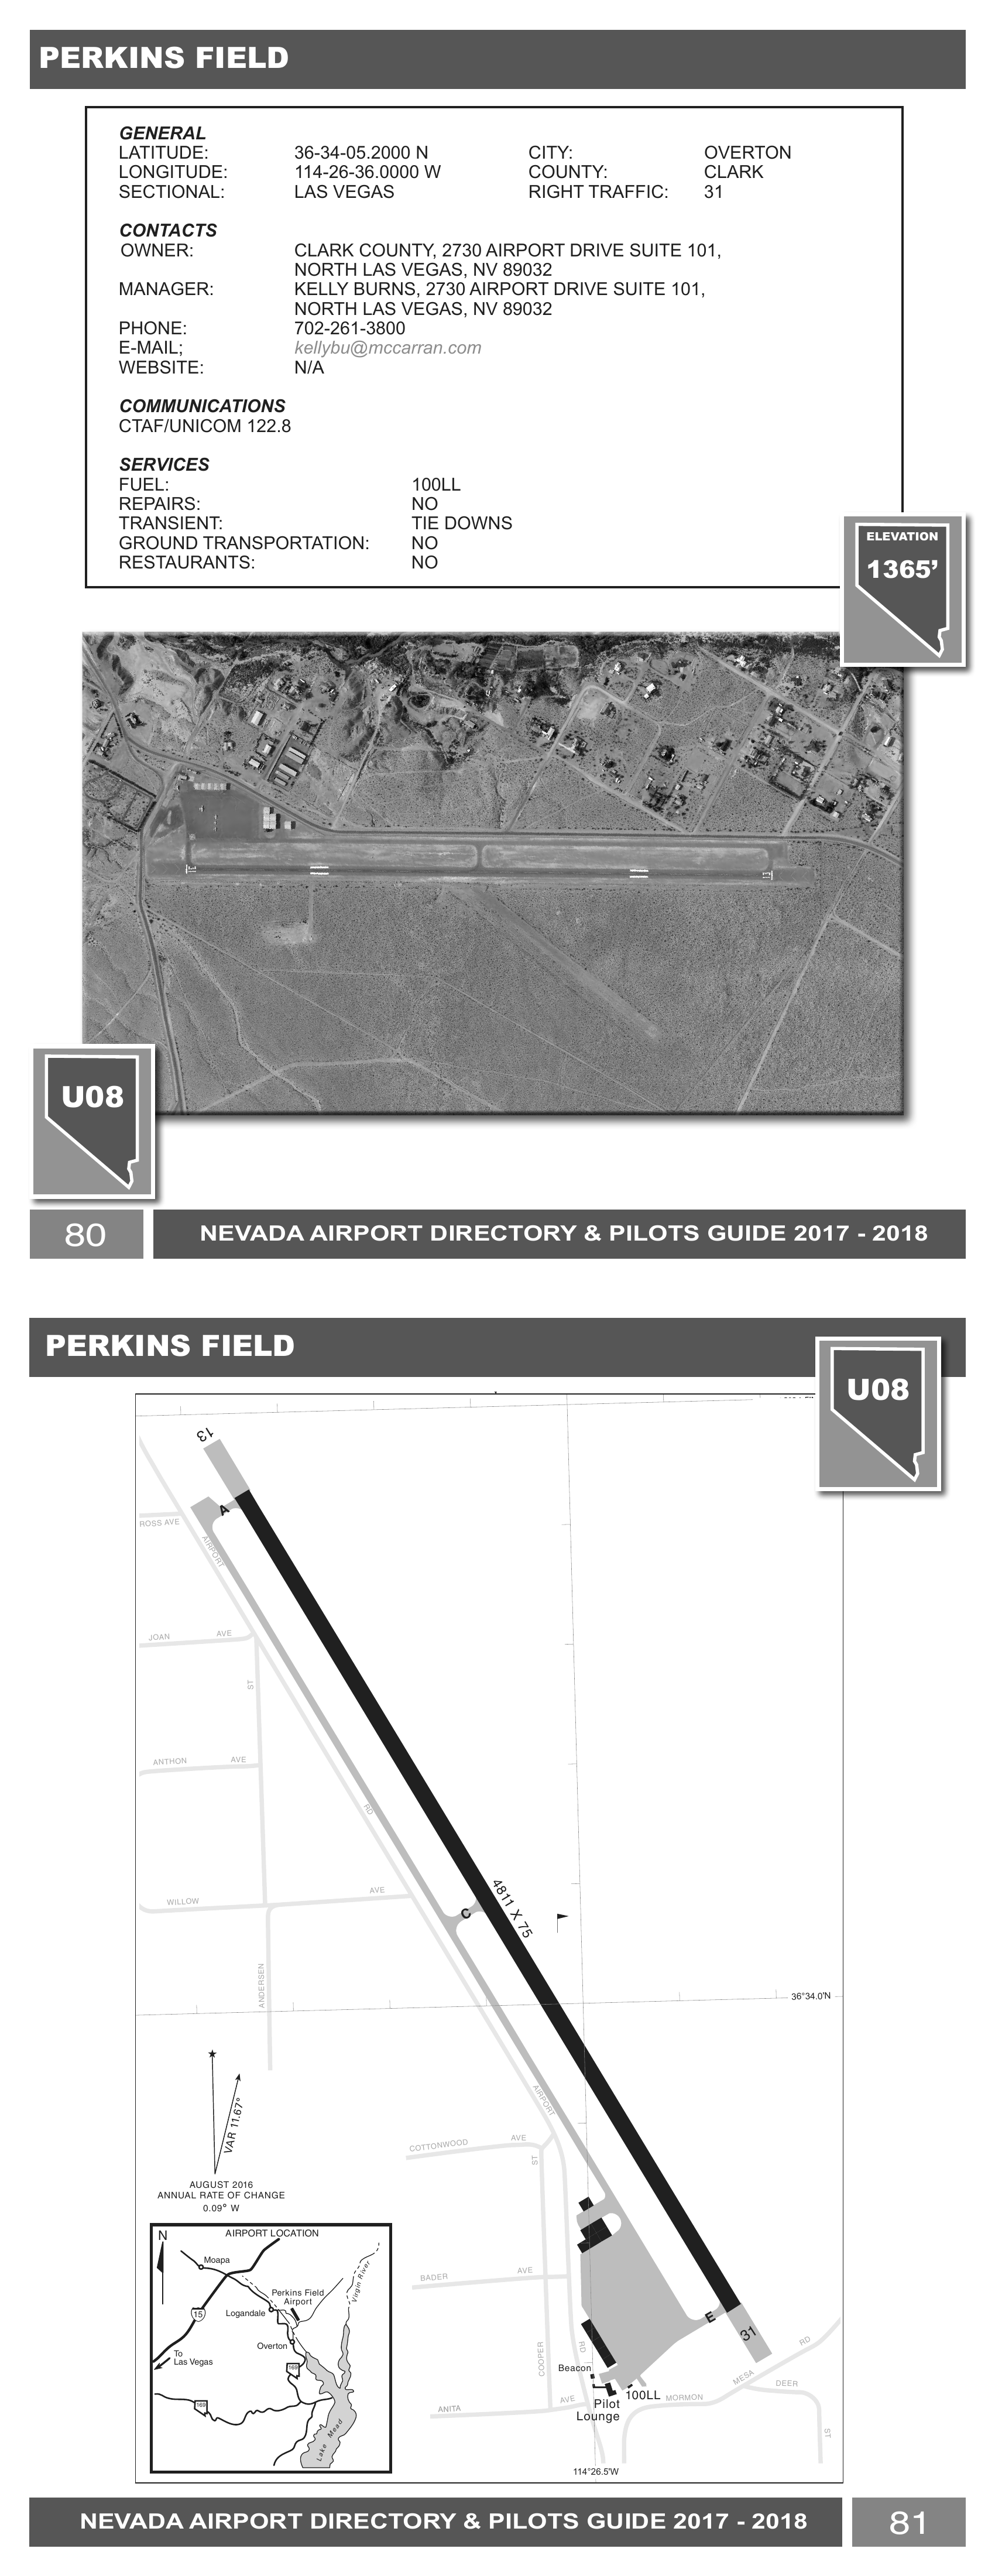 PERKINS FIELD
GENERAL
LATITUDE: 36-34-05.2000 N CITY: OVERTON
LONGITUDE: 114-26-36.0000 W COUNTY: CLARK
SECTIONAL: LAS VEGAS RIGHT TRAFFIC: 31
CONTACTS
OWNER: CLARK COUNTY, 2730 AIRPORT DRIVE SUITE 101,
NORTH LAS VEGAS, NV 89032
MANAGER: KELLY BURNS, 2730 AIRPORT DRIVE SUITE 101,
NORTH LAS VEGAS, NV 89032
PHONE: 702-261-3800
E-MAIL; kellybu@mccarran.com
WEBSITE: N/A
COMMUNICATIONS
CTAF/UNICOM 122.8
SERVICES
FUEL: 100LL
REPAIRS: NO
TRANSIENT: TIE DOWNS
GROUND TRANSPORTATION: NO
RESTAURANTS: NO
ELEVATION
1365’
31
13
U08
80
NEVADA AIRPORT DIRECTORY & PILOTS GUIDE 2017 - 2018
PERKINS FIELD
U08
13
A
ROSS AVE
AIRPORT
JOAN AVE
ST
ANTHON AVE
RD
WILLOW AVE
C
4811 X 75
ANDERSEN
36°34.0'N
VAR 11.67°
AUGUST 2016
ANNUAL RATE OF CHANGE
0.09° W
AIRPORT
COTTONWOOD AVE
ST
BADER AVE
COOPER
RD
E
31
RD
MESA
DEER
ST
MORMON
Beacon
100LL
Pilot
Lounge
ANITA AVE
114°26.5'W
N
AIRPORT LOCATION
Moapa
Virgin River
Perkins Field
Airport
15
Logandale
Overton
To
Las Vegas
169
169
Lake Mead
NEVADA AIRPORT DIRECTORY & PILOTS GUIDE 2017 - 2018
81